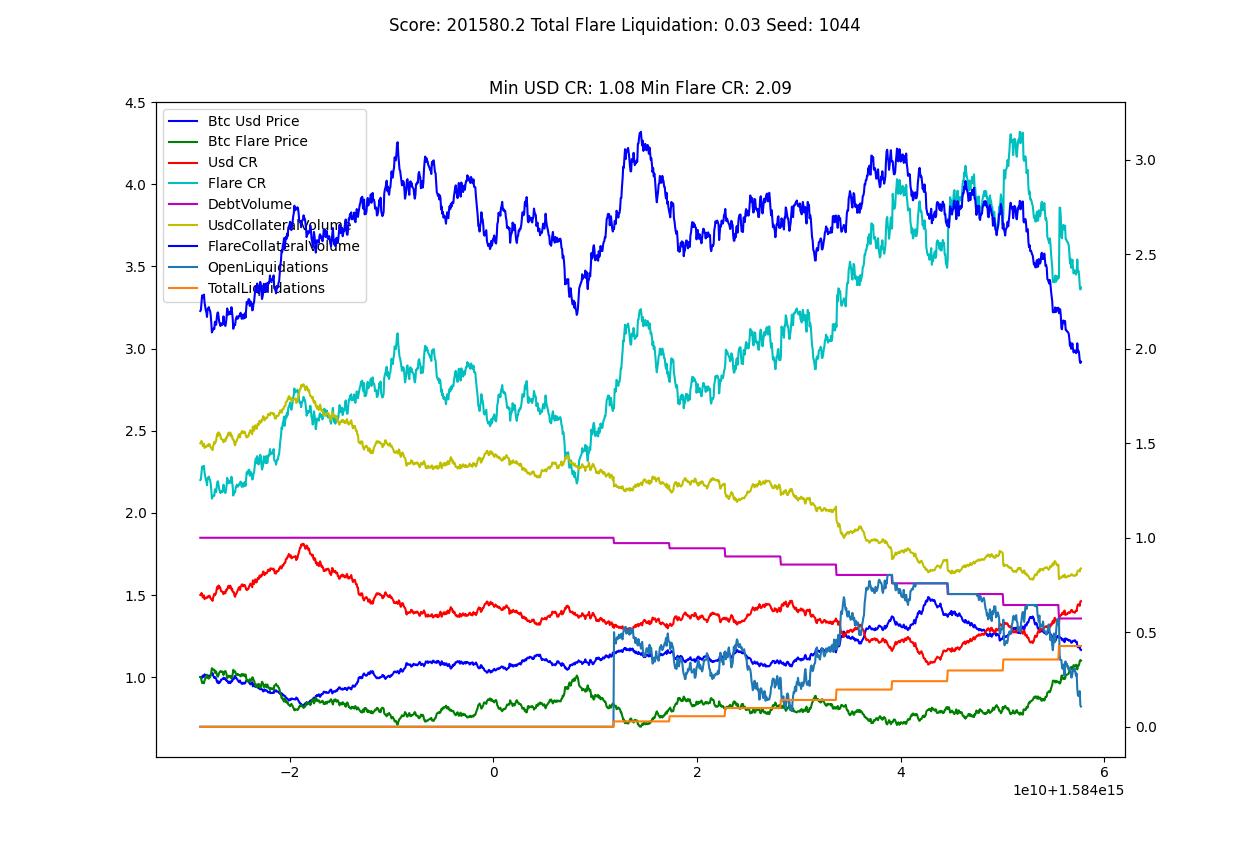 Score: 201580.2 Total Flare Liquidation: 0.03 Seed: 1044
Min USD CR: 1.08 Min Flare CR: 2.09
Btc Usd Price
Btc Flare Price
Usd CR
Flare CR
DebtVolume
UsdCollateralVolume
FlareCollateralVolume
OpenLiquidations
TotalLiquidations
4.5
4.0
3.5
3.0
2.5
2.0
1.5
1.0
3.0
2.5
2.0
1.5
1.0
0.5
0.0
−2
0
2
4
6
1e10+1.584e15